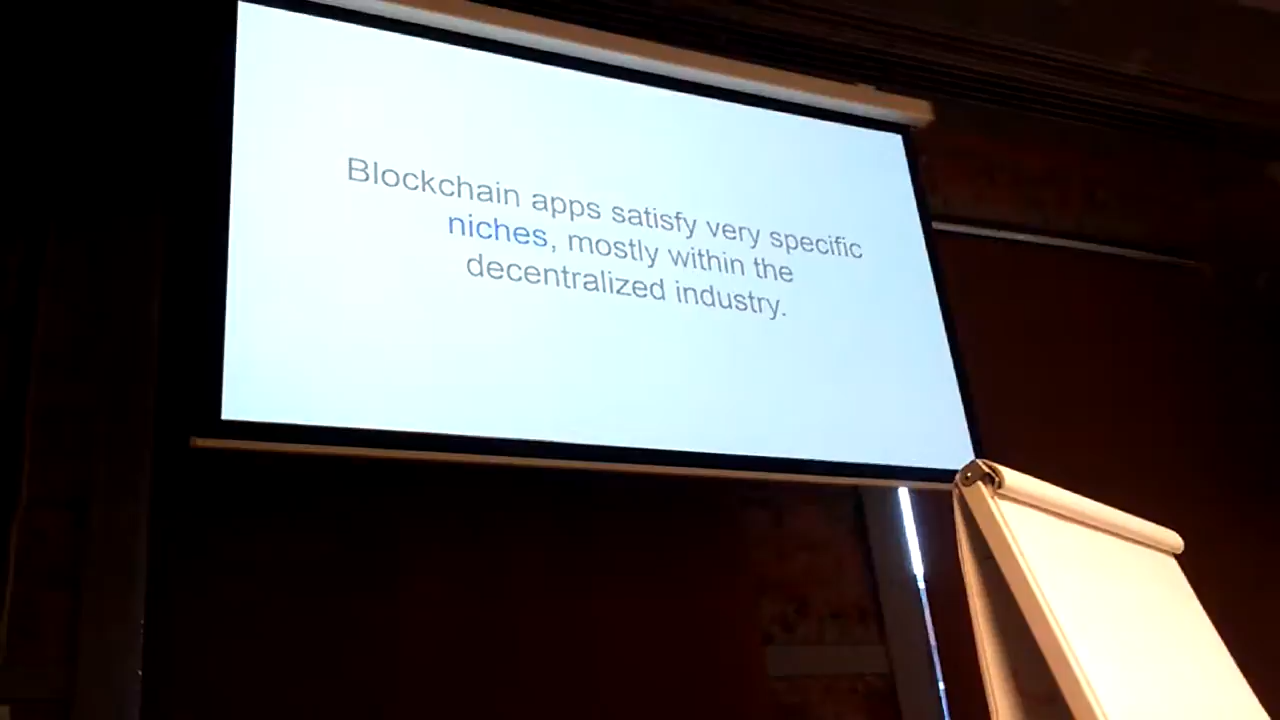 Blockchain apps satisfy very specific
niches, mostly within the
decentralized industry.